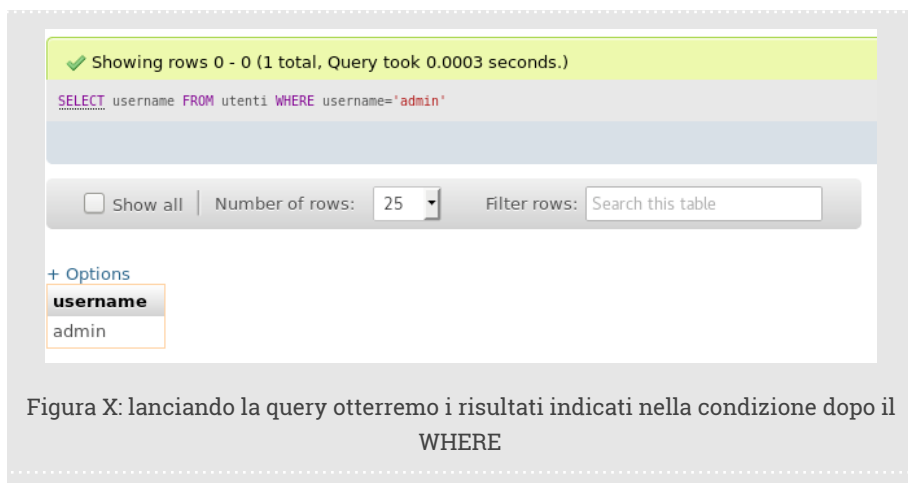 Showing rows 0 - 0 (1 total, Query took 0.0003 seconds.)
SELECT username FROM utenti WHERE username='admin'
Show all | Number of rows: 25 Filter rows: Search this table
+ Options
username
admin
Figura X: lanciando la query otterremo i risultati indicati nella condizione dopo il
WHERE